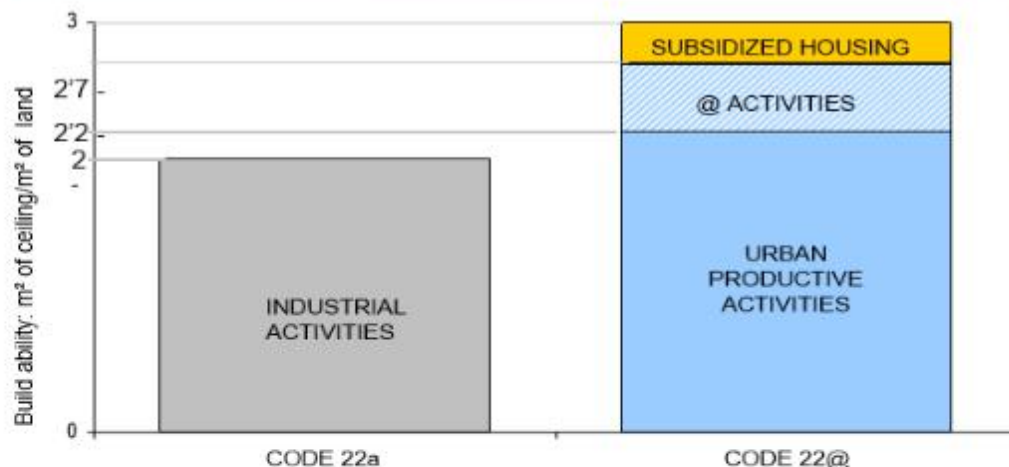 3
SUBSIDIZED HOUSING
2'7 -
@ ACTIVITIES
2'2 -
2
-
Build ability: m² of ceiling/m² of land
URBAN
PRODUCTIVE
ACTIVITIES
INDUSTRIAL
ACTIVITIES
0
CODE 22a
CODE 22@